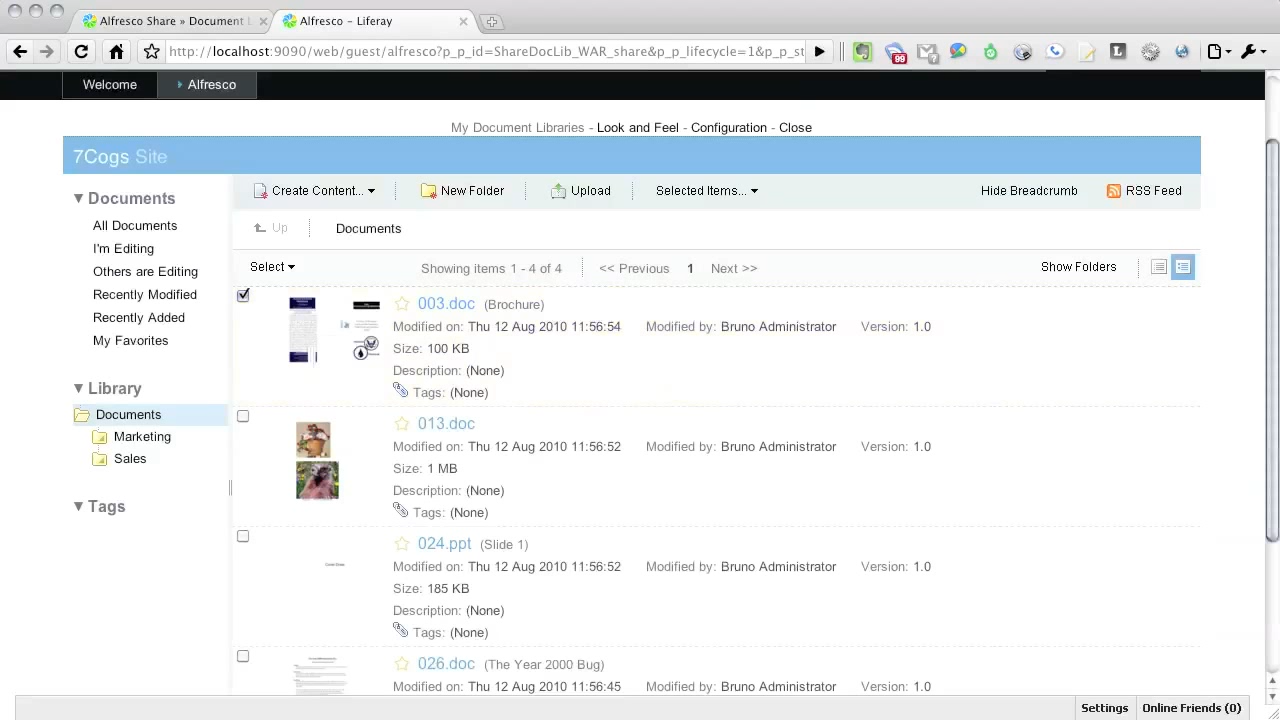 Alfresco Share » Document L
Alfresco – Liferay
http://localhost:9090/web/guest/alfresco?p_p_id=ShareDocLib_WAR_share&p_p_lifecycle=1&p_p_st
99
Welcome
Alfresco
My Document Libraries - Look and Feel - Configuration - Close
7Cogs Site
Documents
All Documents
I'm Editing
Others are Editing
Recently Modified
Recently Added
My Favorites
Library
Documents
Marketing
Sales
Tags
Create Content...
New Folder
Upload
Selected Items...
Hide Breadcrumb
RSS Feed
Up
Documents
Select
Showing items 1 - 4 of 4
<< Previous 1 Next >>
Show Folders
003.doc (Brochure)
Modified on: Thu 12 Aug 2010 11:56:54 Modified by: Bruno Administrator Version: 1.0
Size: 100 KB
Description: (None)
Tags: (None)
013.doc
Modified on: Thu 12 Aug 2010 11:56:52 Modified by: Bruno Administrator Version: 1.0
Size: 1 MB
Description: (None)
Tags: (None)
024.ppt (Slide 1)
Modified on: Thu 12 Aug 2010 11:56:52 Modified by: Bruno Administrator Version: 1.0
Size: 185 KB
Description: (None)
Tags: (None)
026.doc (The Year 2000 Bug)
Modified on: Thu 12 Aug 2010 11:56:45 Modified by: Bruno Administrator Version: 1.0
Settings
Online Friends (0)